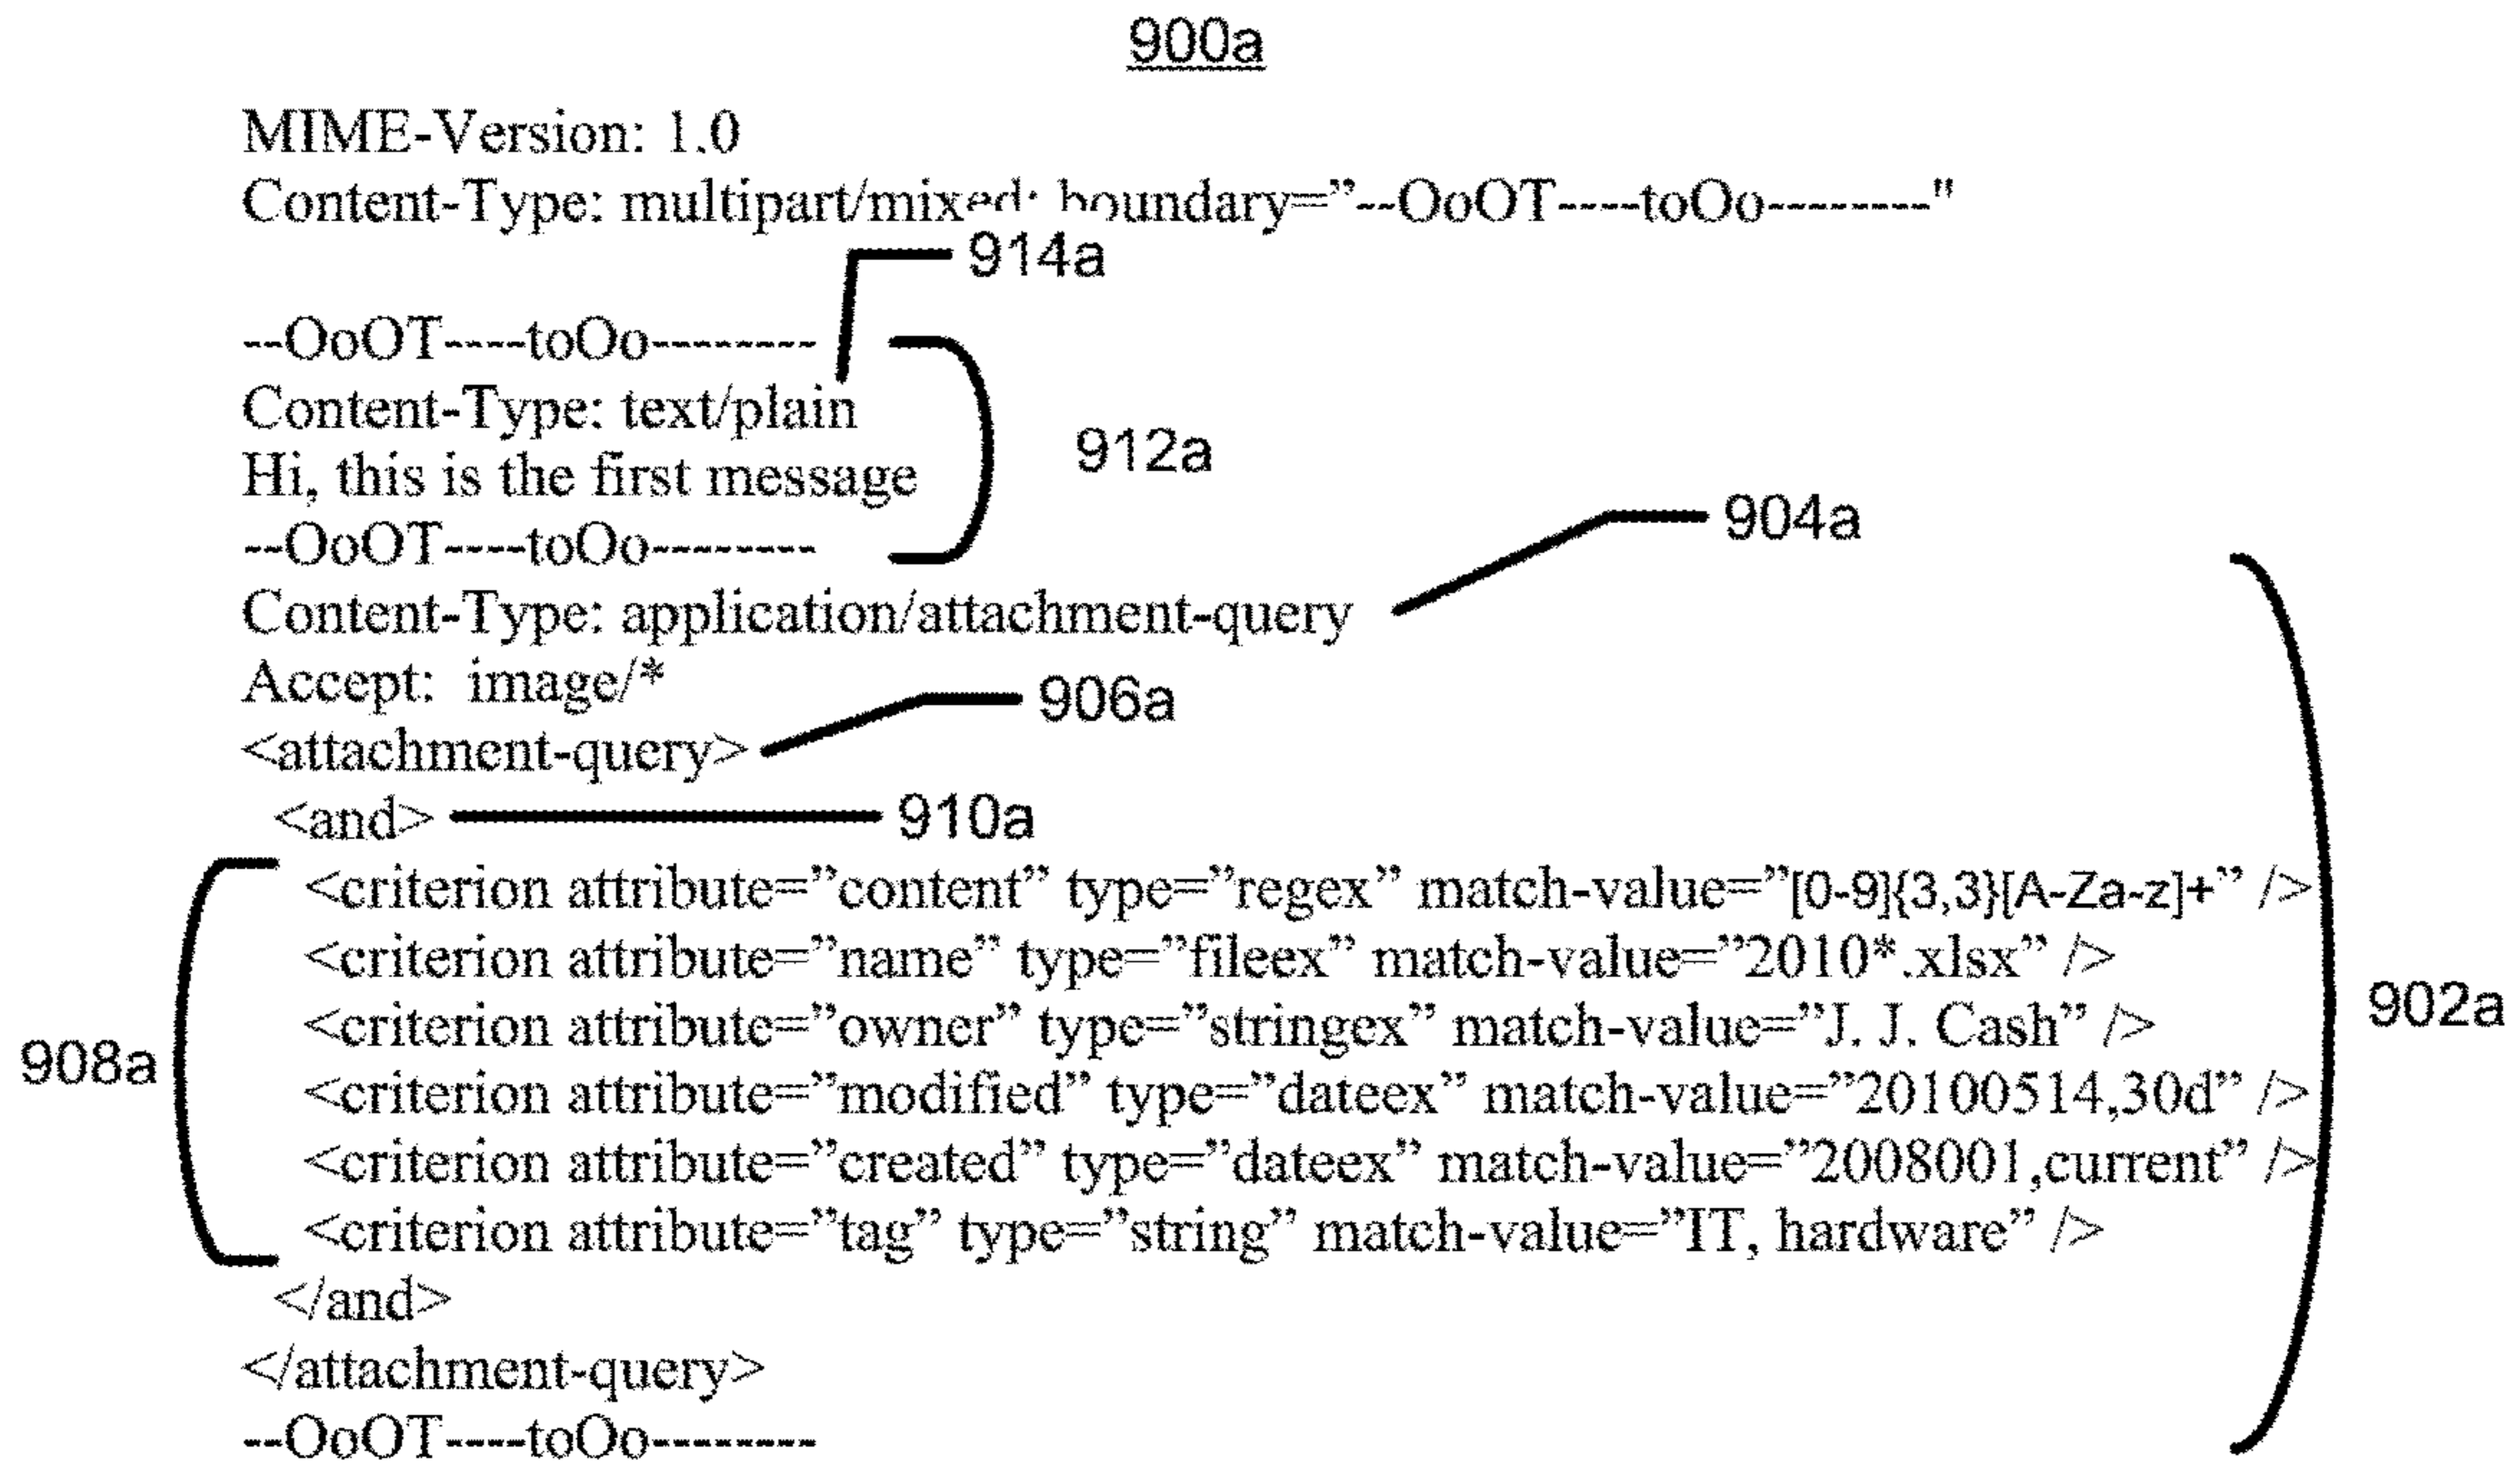 900a
MIME-Version: 1.0
Content-Type: multipart/mixed; boundary=”--OoOT----toOo--------"
914a
--OoOT----toOo--------
Content-Type: text/plain
912a
Hi, this is the first message
904a
--OoOT----toOo--------
Content-Type: application/attachment-query
Accept:  image/*
906a
<attachment-query>
<and>
910a
<criterion attribute=”content” type=”regex” match-value=”[0-9]{3,3}[A-Za-z]+” />
<criterion attribute=”name” type=”fileex” match-value=”2010*.xlsx” />
<criterion attribute=”owner” type=”stringex” match-value=”J. J. Cash” />
902a
908a
<criterion attribute=”modified” type=”dateex” match-value=”20100514,30d” />
<criterion attribute=”created” type=”dateex” match-value=”2008001,current” />
<criterion attribute=”tag” type=”string” match-value=”IT, hardware” />
</and>
</attachment-query>
--OoOT----toOo--------